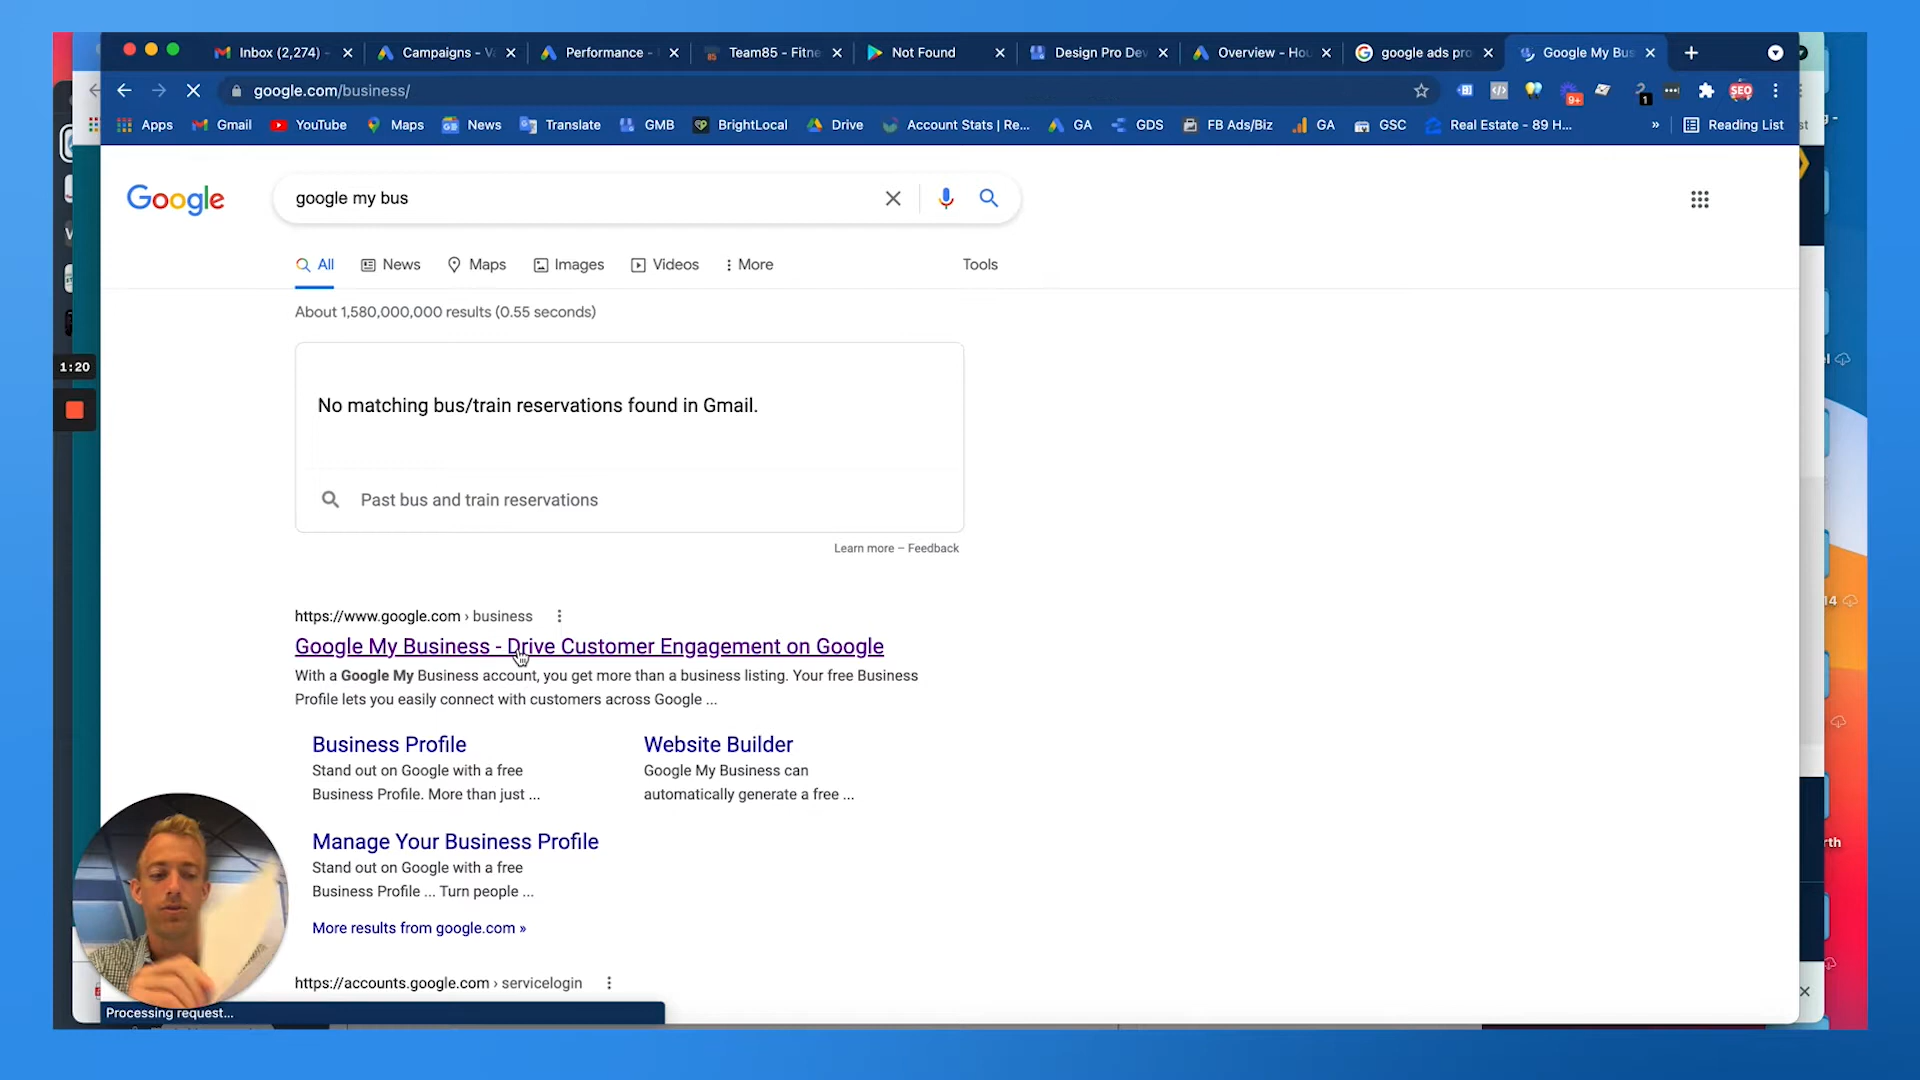 Inbox (2,274) -
Campaigns - Va
Performance -
Team85 - Fitne
Not Found
Design Pro Dev
Overview - Hou
google ads pro
Google My Bus
google.com/business/
9+
1
SEO
Apps
Gmail
YouTube
Maps
News
Translate
GMB
BrightLocal
Drive
Account Stats | Re...
GA
GDS
FB Ads/Biz
GA
GSC
Real Estate - 89 H...
»
Reading List
Google
google my bus
All
News
Maps
Images
Videos
More
Tools
About 1,580,000,000 results (0.55 seconds)
1:20
No matching bus/train reservations found in Gmail.
Past bus and train reservations
Learn more – Feedback
https://www.google.com › business
Google My Business - Drive Customer Engagement on Google
With a Google My Business account, you get more than a business listing. Your free Business
Profile lets you easily connect with customers across Google ...
Business Profile
Stand out on Google with a free
Business Profile. More than just ...
Website Builder
Google My Business can
automatically generate a free ...
Manage Your Business Profile
Stand out on Google with a free
Business Profile ... Turn people ...
More results from google.com »
https://accounts.google.com › servicelogin
Processing request...
14
rth